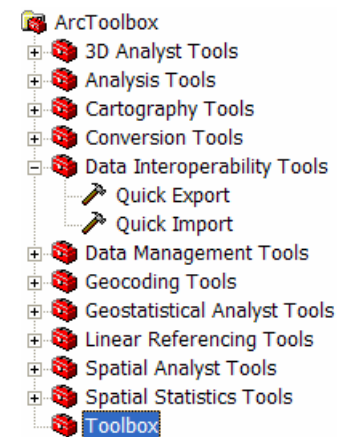 ArcToolbox
3D Analyst Tools
Analysis Tools
Cartography Tools
Conversion Tools
Data Interoperability Tools
Quick Export
Quick Import
Data Management Tools
Geocoding Tools
Geostatistical Analyst Tools
Linear Referencing Tools
Spatial Analyst Tools
Spatial Statistics Tools
Toolbox